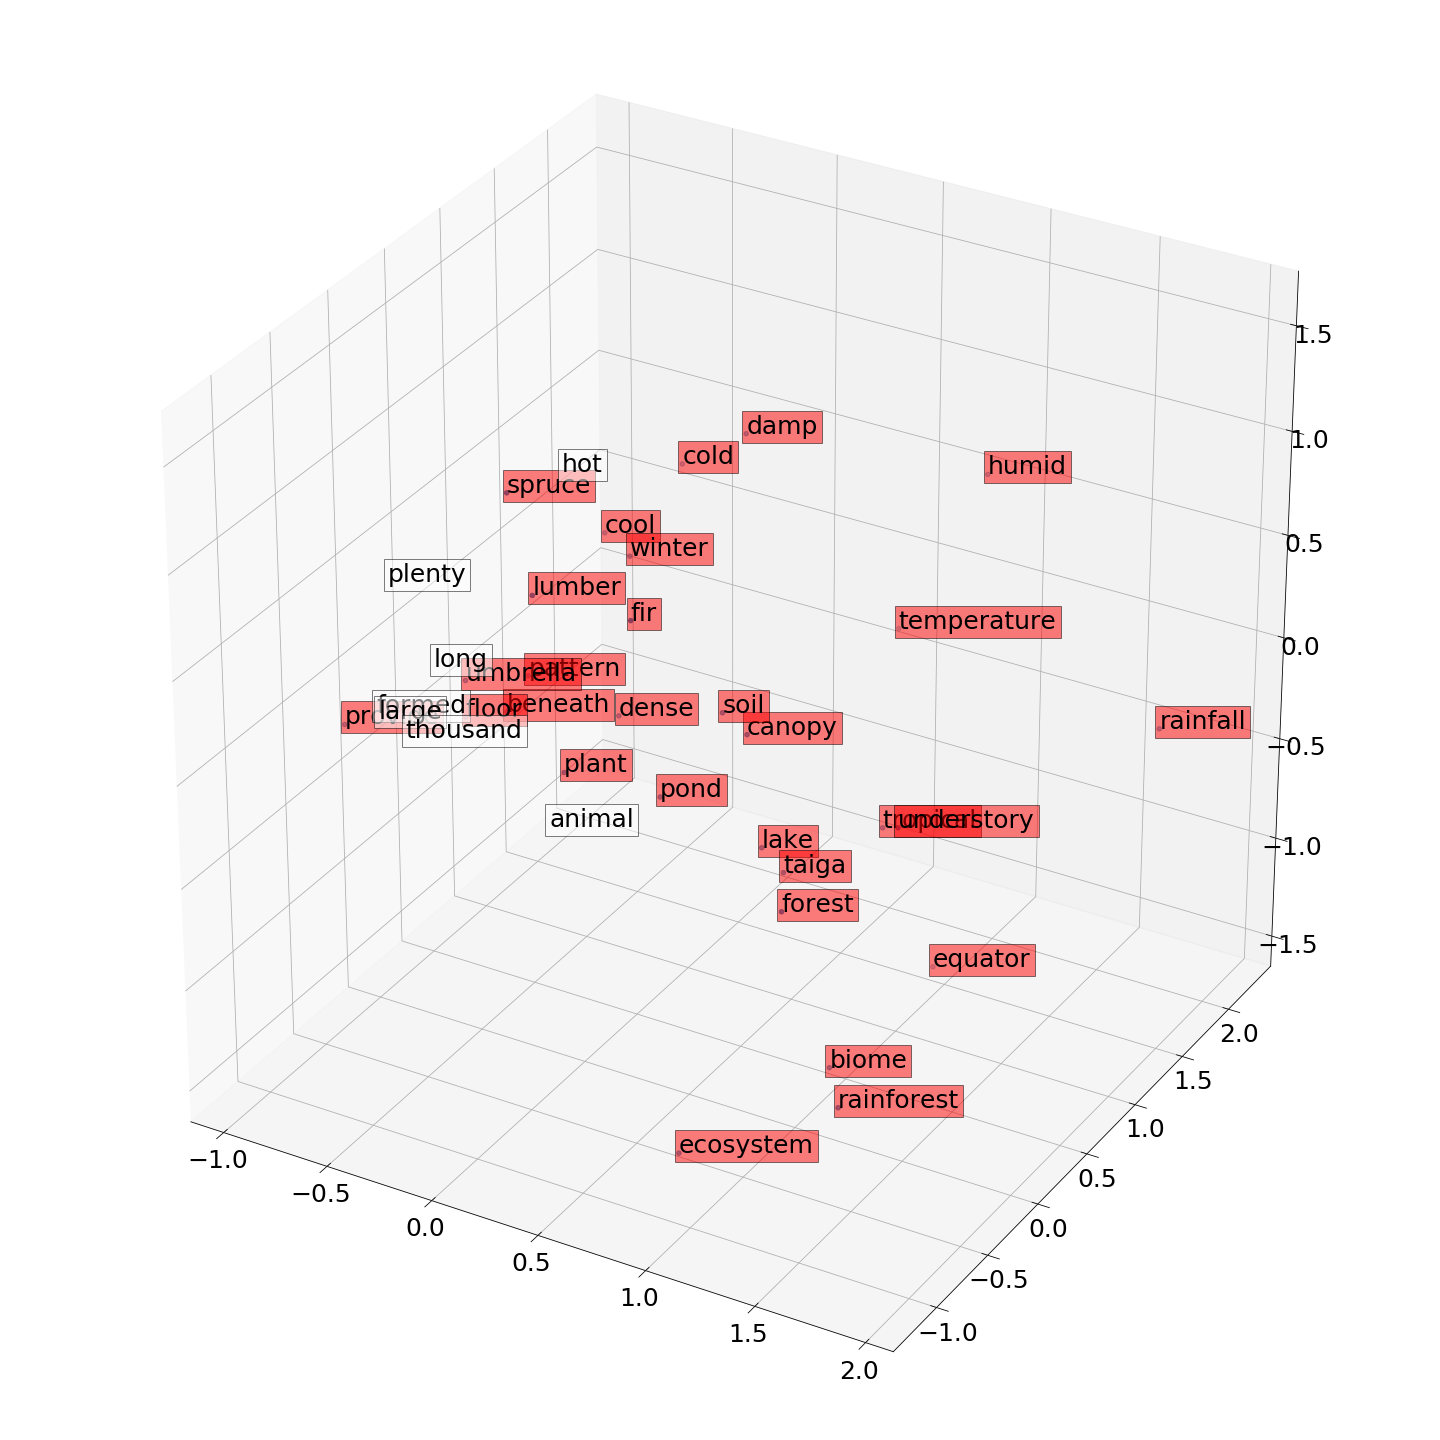 damp
cold
humid
hot
spruce
cool
winter
plenty
lumber
fir
temperature
long
umbrella
pattern
formed
large
floor
beneath
dense
soil
canopy
rainfall
thousand
plant
pond
animal
tropical
understory
lake
taiga
forest
equator
biome
rainforest
ecosystem
1.5
1.0
0.5
0.0
−0.5
−1.0
−1.5
2.0
1.5
1.0
0.5
0.0
−0.5
−1.0
−1.0
−0.5
0.0
0.5
1.0
1.5
2.0